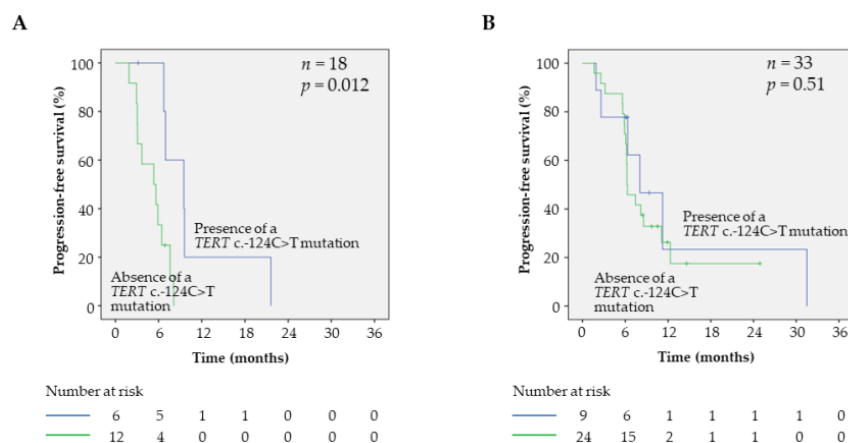 A
n = 18
p = 0.012
Progression-free survival (%)
100
80
60
40
20
0
Presence of a
TERT c.-124C>T mutation
Absence of a
TERT c.-124C>T
mutation
0 6 12 18 24 30 36
Time (months)
Number at risk
6 5 1 1 0 0 0
12 4 0 0 0 0 0
B
n = 33
p = 0.51
Progression-free survival (%)
100
80
60
40
20
0
Presence of a
TERT c.-124C>T mutation
Absence of a
TERT c.-124C>T
mutation
0 6 12 18 24 30 36
Time (months)
Number at risk
9 6 1 1 1 1 0
24 15 2 1 1 0 0